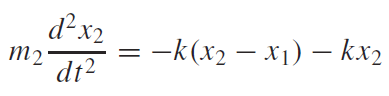 m₂ d²x₂/dt² = −k(x₂ − x₁) − kx₂